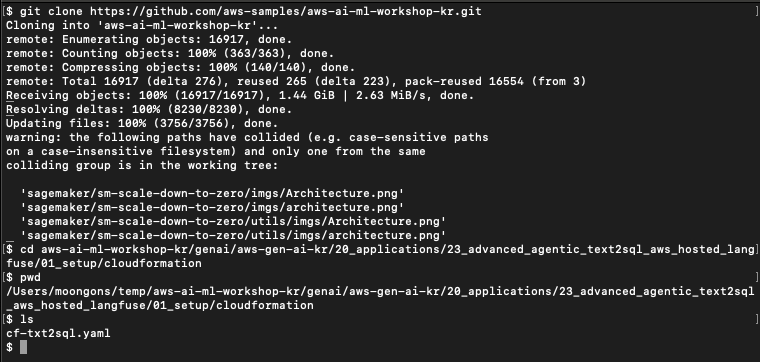 [$ git clone https://github.com/aws-samples/aws-ai-ml-workshop-kr.git ]
Cloning into 'aws-ai-ml-workshop-kr'...
remote: Enumerating objects: 16917, done.
remote: Counting objects: 100% (363/363), done.
remote: Compressing objects: 100% (140/140), done.
remote: Total 16917 (delta 276), reused 265 (delta 223), pack-reused 16554 (from 3)
Receiving objects: 100% (16917/16917), 1.44 GiB | 2.63 MiB/s, done.
Resolving deltas: 100% (8230/8230), done.
Updating files: 100% (3756/3756), done.
warning: the following paths have collided (e.g. case-sensitive paths
on a case-insensitive filesystem) and only one from the same
colliding group is in the working tree:

  'sagemaker/sm-scale-down-to-zero/imgs/Architecture.png'
  'sagemaker/sm-scale-down-to-zero/imgs/architecture.png'
  'sagemaker/sm-scale-down-to-zero/utils/imgs/Architecture.png'
  'sagemaker/sm-scale-down-to-zero/utils/imgs/architecture.png'
[$ cd aws-ai-ml-workshop-kr/genai/aws-gen-ai-kr/20_applications/23_advanced_agentic_text2sql_aws_hosted_lang]
fuse/01_setup/cloudformation
[$ pwd ]
/Users/moongons/temp/aws-ai-ml-workshop-kr/genai/aws-gen-ai-kr/20_applications/23_advanced_agentic_text2sql
_aws_hosted_langfuse/01_setup/cloudformation
[$ ls ]
cf-txt2sql.yaml
$